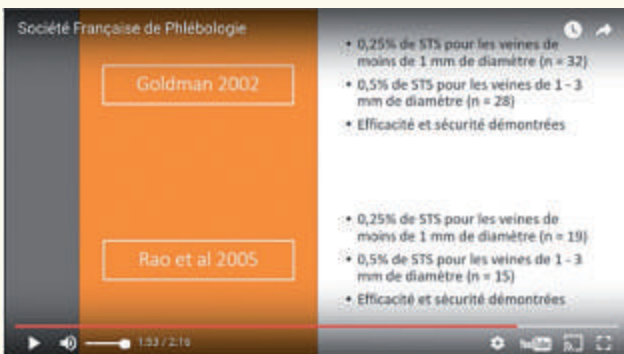 Société Française de Phlébologie
Goldman 2002
• 0,25% de STS pour les veines de
moins de 1 mm de diamètre (n = 32)
• 0,5% de STS pour les veines de 1 - 3
mm de diamètre (n = 28)
• Efficacité et sécurité démontrées
Rao et al 2005
• 0,25% de STS pour les veines de
moins de 1 mm de diamètre (n = 19)
• 0,5% de STS pour les veines de 1 - 3
mm de diamètre (n = 15)
• Efficacité et sécurité démontrées
1:53 / 2:16
YouTube